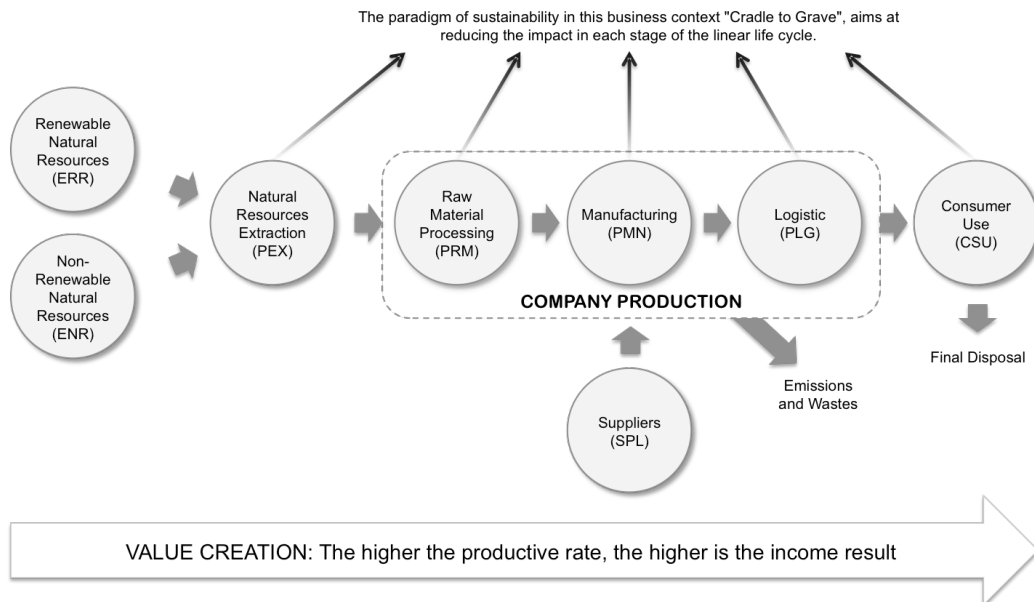 The paradigm of sustainability in this business context "Cradle to Grave", aims at
reducing the impact in each stage of the linear life cycle.
Renewable
Natural
Resources
(ERR)
Non-
Renewable
Natural
Resources
(ENR)
Natural
Resources
Extraction
(PEX)
Raw
Material
Processing
(PRM)
Manufacturing
(PMN)
Logistic
(PLG)
Consumer
Use
(CSU)
COMPANY PRODUCTION
Suppliers
(SPL)
Emissions
and Wastes
Final Disposal
VALUE CREATION: The higher the productive rate, the higher is the income result